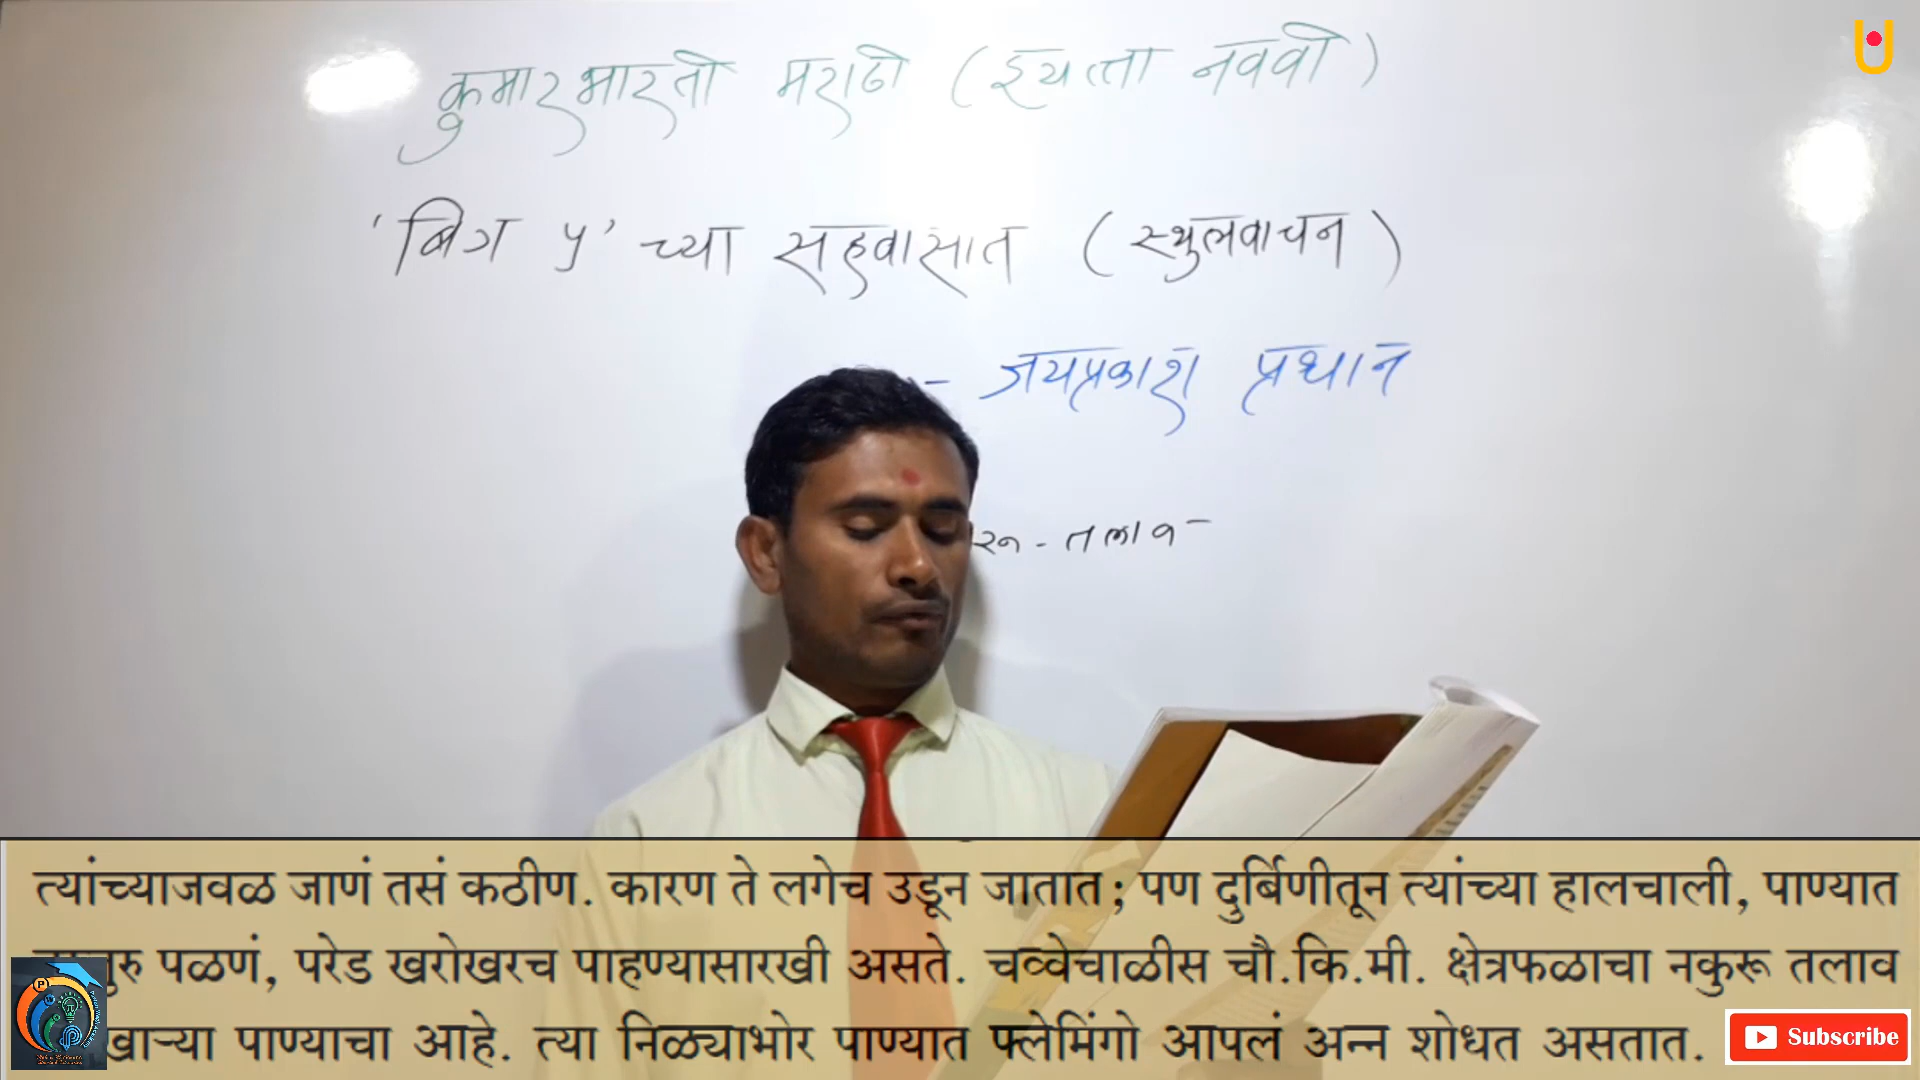 कुमारभारती मराठी (इयत्ता नववी)
'बिग ५' च्या सहवासात (स्थुलवाचन)
- जयप्रकाश प्रधान
रू - तलाव -
त्यांच्याजवळ जाणं तसं कठीण. कारण ते लगेच उडून जातात; पण दुर्बिणीतून त्यांच्या हालचाली, पाण्यात
पळणं, परेड खरोखरच पाहण्यासारखी असते. चव्वेचाळीस चौ.कि.मी. क्षेत्रफळाचा नकुरू तलाव
खाऱ्या पाण्याचा आहे. त्या निळ्याभोर पाण्यात फ्लेमिंगो आपलं अन्न शोधत असतात.
Subscribe